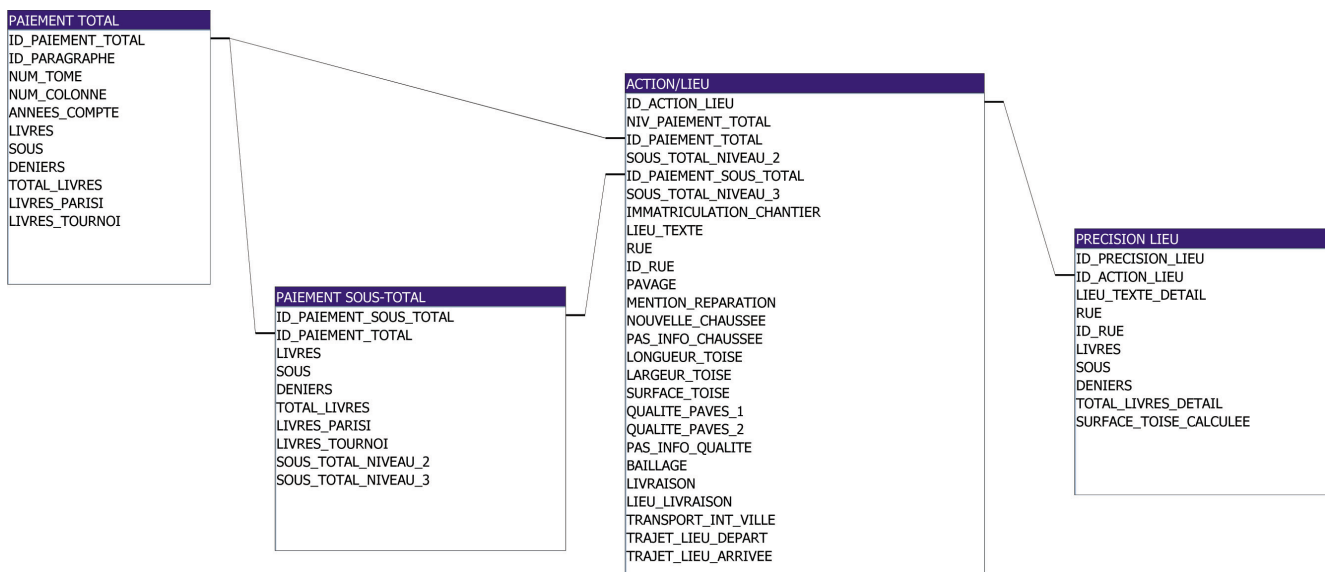 PAIEMENT TOTAL
ID_PAIEMENT_TOTAL
ID_PARAGRAPHE
NUM_TOME
NUM_COLONNE
ANNEES_COMPTE
LIVRES
SOUS
DENIERS
TOTAL_LIVRES
LIVRES_PARISI
LIVRES_TOURNOI
PAIEMENT SOUS-TOTAL
ID_PAIEMENT_SOUS_TOTAL
ID_PAIEMENT_TOTAL
LIVRES
SOUS
DENIERS
TOTAL_LIVRES
LIVRES_PARISI
LIVRES_TOURNOI
SOUS_TOTAL_NIVEAU_2
SOUS_TOTAL_NIVEAU_3
ACTION/LIEU
ID_ACTION_LIEU
NIV_PAIEMENT_TOTAL
ID_PAIEMENT_TOTAL
SOUS_TOTAL_NIVEAU_2
ID_PAIEMENT_SOUS_TOTAL
SOUS_TOTAL_NIVEAU_3
IMMATRICULATION_CHANTIER
LIEU_TEXTE
RUE
ID_RUE
PAVAGE
MENTION_REPARATION
NOUVELLE_CHAUSSEE
PAS_INFO_CHAUSSEE
LONGUEUR_TOISE
LARGEUR_TOISE
SURFACE_TOISE
QUALITE_PAVES_1
QUALITE_PAVES_2
PAS_INFO_QUALITE
BAILLAGE
LIVRAISON
LIEU_LIVRAISON
TRANSPORT_INT_VILLE
TRAJET_LIEU_DEPART
TRAJET_LIEU_ARRIVEE
PRECISION LIEU
ID_PRECISION_LIEU
ID_ACTION_LIEU
LIEU_TEXTE_DETAIL
RUE
ID_RUE
LIVRES
SOUS
DENIERS
TOTAL_LIVRES_DETAIL
SURFACE_TOISE_CALCULEE